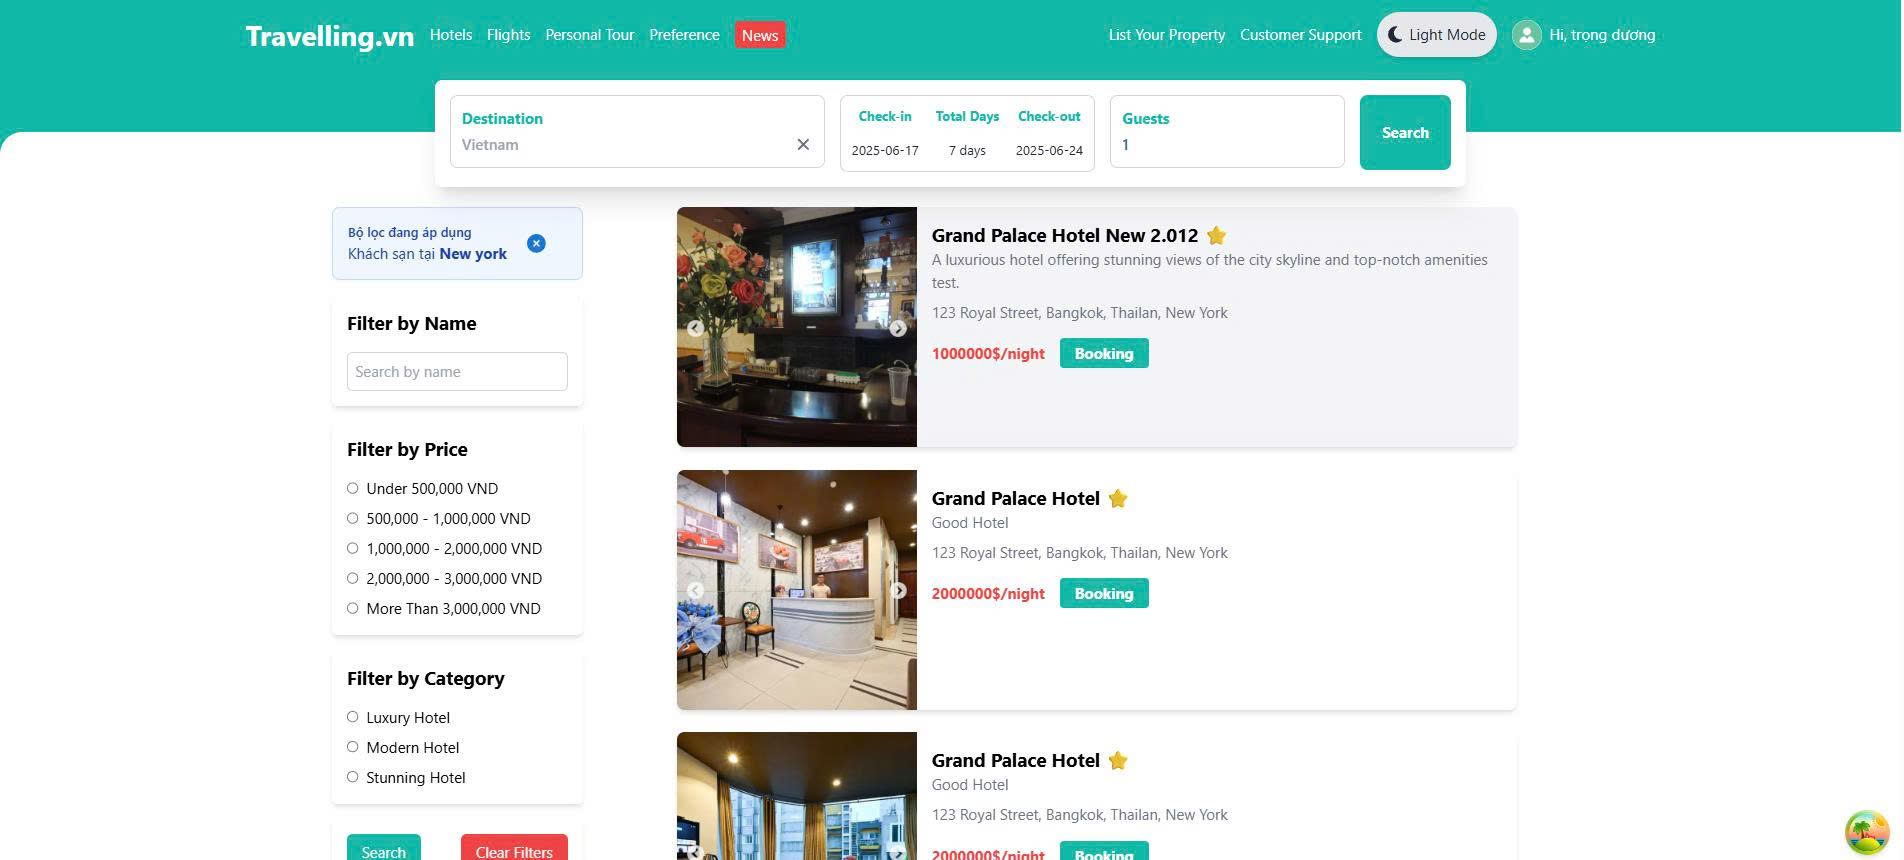 Travelling.vn
Hotels
Flights
Personal Tour
Preference
News
List Your Property
Customer Support
Light Mode
Hi, trọng dương
Destination
Vietnam
Check-in
Total Days
Check-out
2025-06-17
7 days
2025-06-24
Guests
1
Search
Bộ lọc đang áp dụng
Khách sạn tại New york
Filter by Name
Search by name
Filter by Price
Under 500,000 VND
500,000 - 1,000,000 VND
1,000,000 - 2,000,000 VND
2,000,000 - 3,000,000 VND
More Than 3,000,000 VND
Filter by Category
Luxury Hotel
Modern Hotel
Stunning Hotel
Search
Clear Filters
Grand Palace Hotel New 2.012
A luxurious hotel offering stunning views of the city skyline and top-notch amenities
test.
123 Royal Street, Bangkok, Thailan, New York
1000000$/night
Booking
Grand Palace Hotel
Good Hotel
123 Royal Street, Bangkok, Thailan, New York
2000000$/night
Booking
Grand Palace Hotel
Good Hotel
123 Royal Street, Bangkok, Thailan, New York
2000000$/night
Booking